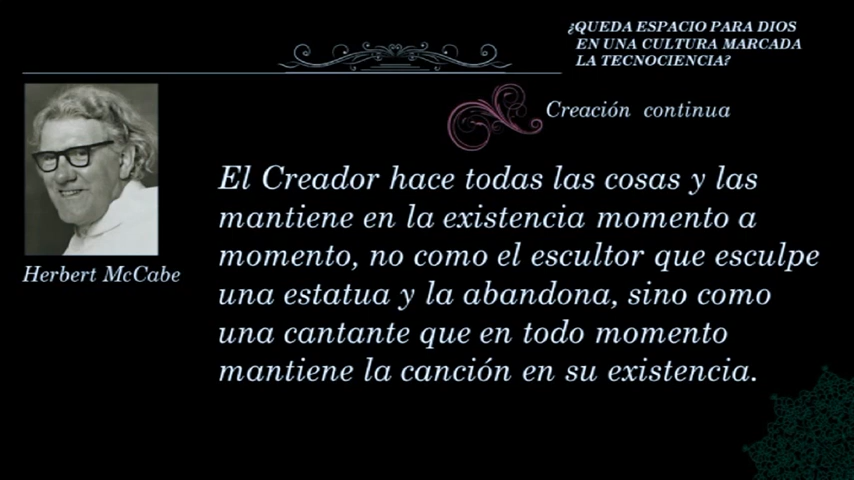 ¿QUEDA ESPACIO PARA DIOS
EN UNA CULTURA MARCADA
LA TECNOCIENCIA?
Creación continua
El Creador hace todas las cosas y las
mantiene en la existencia momento a
momento, no como el escultor que esculpe
una estatua y la abandona, sino como
una cantante que en todo momento
mantiene la canción en su existencia.
Herbert McCabe